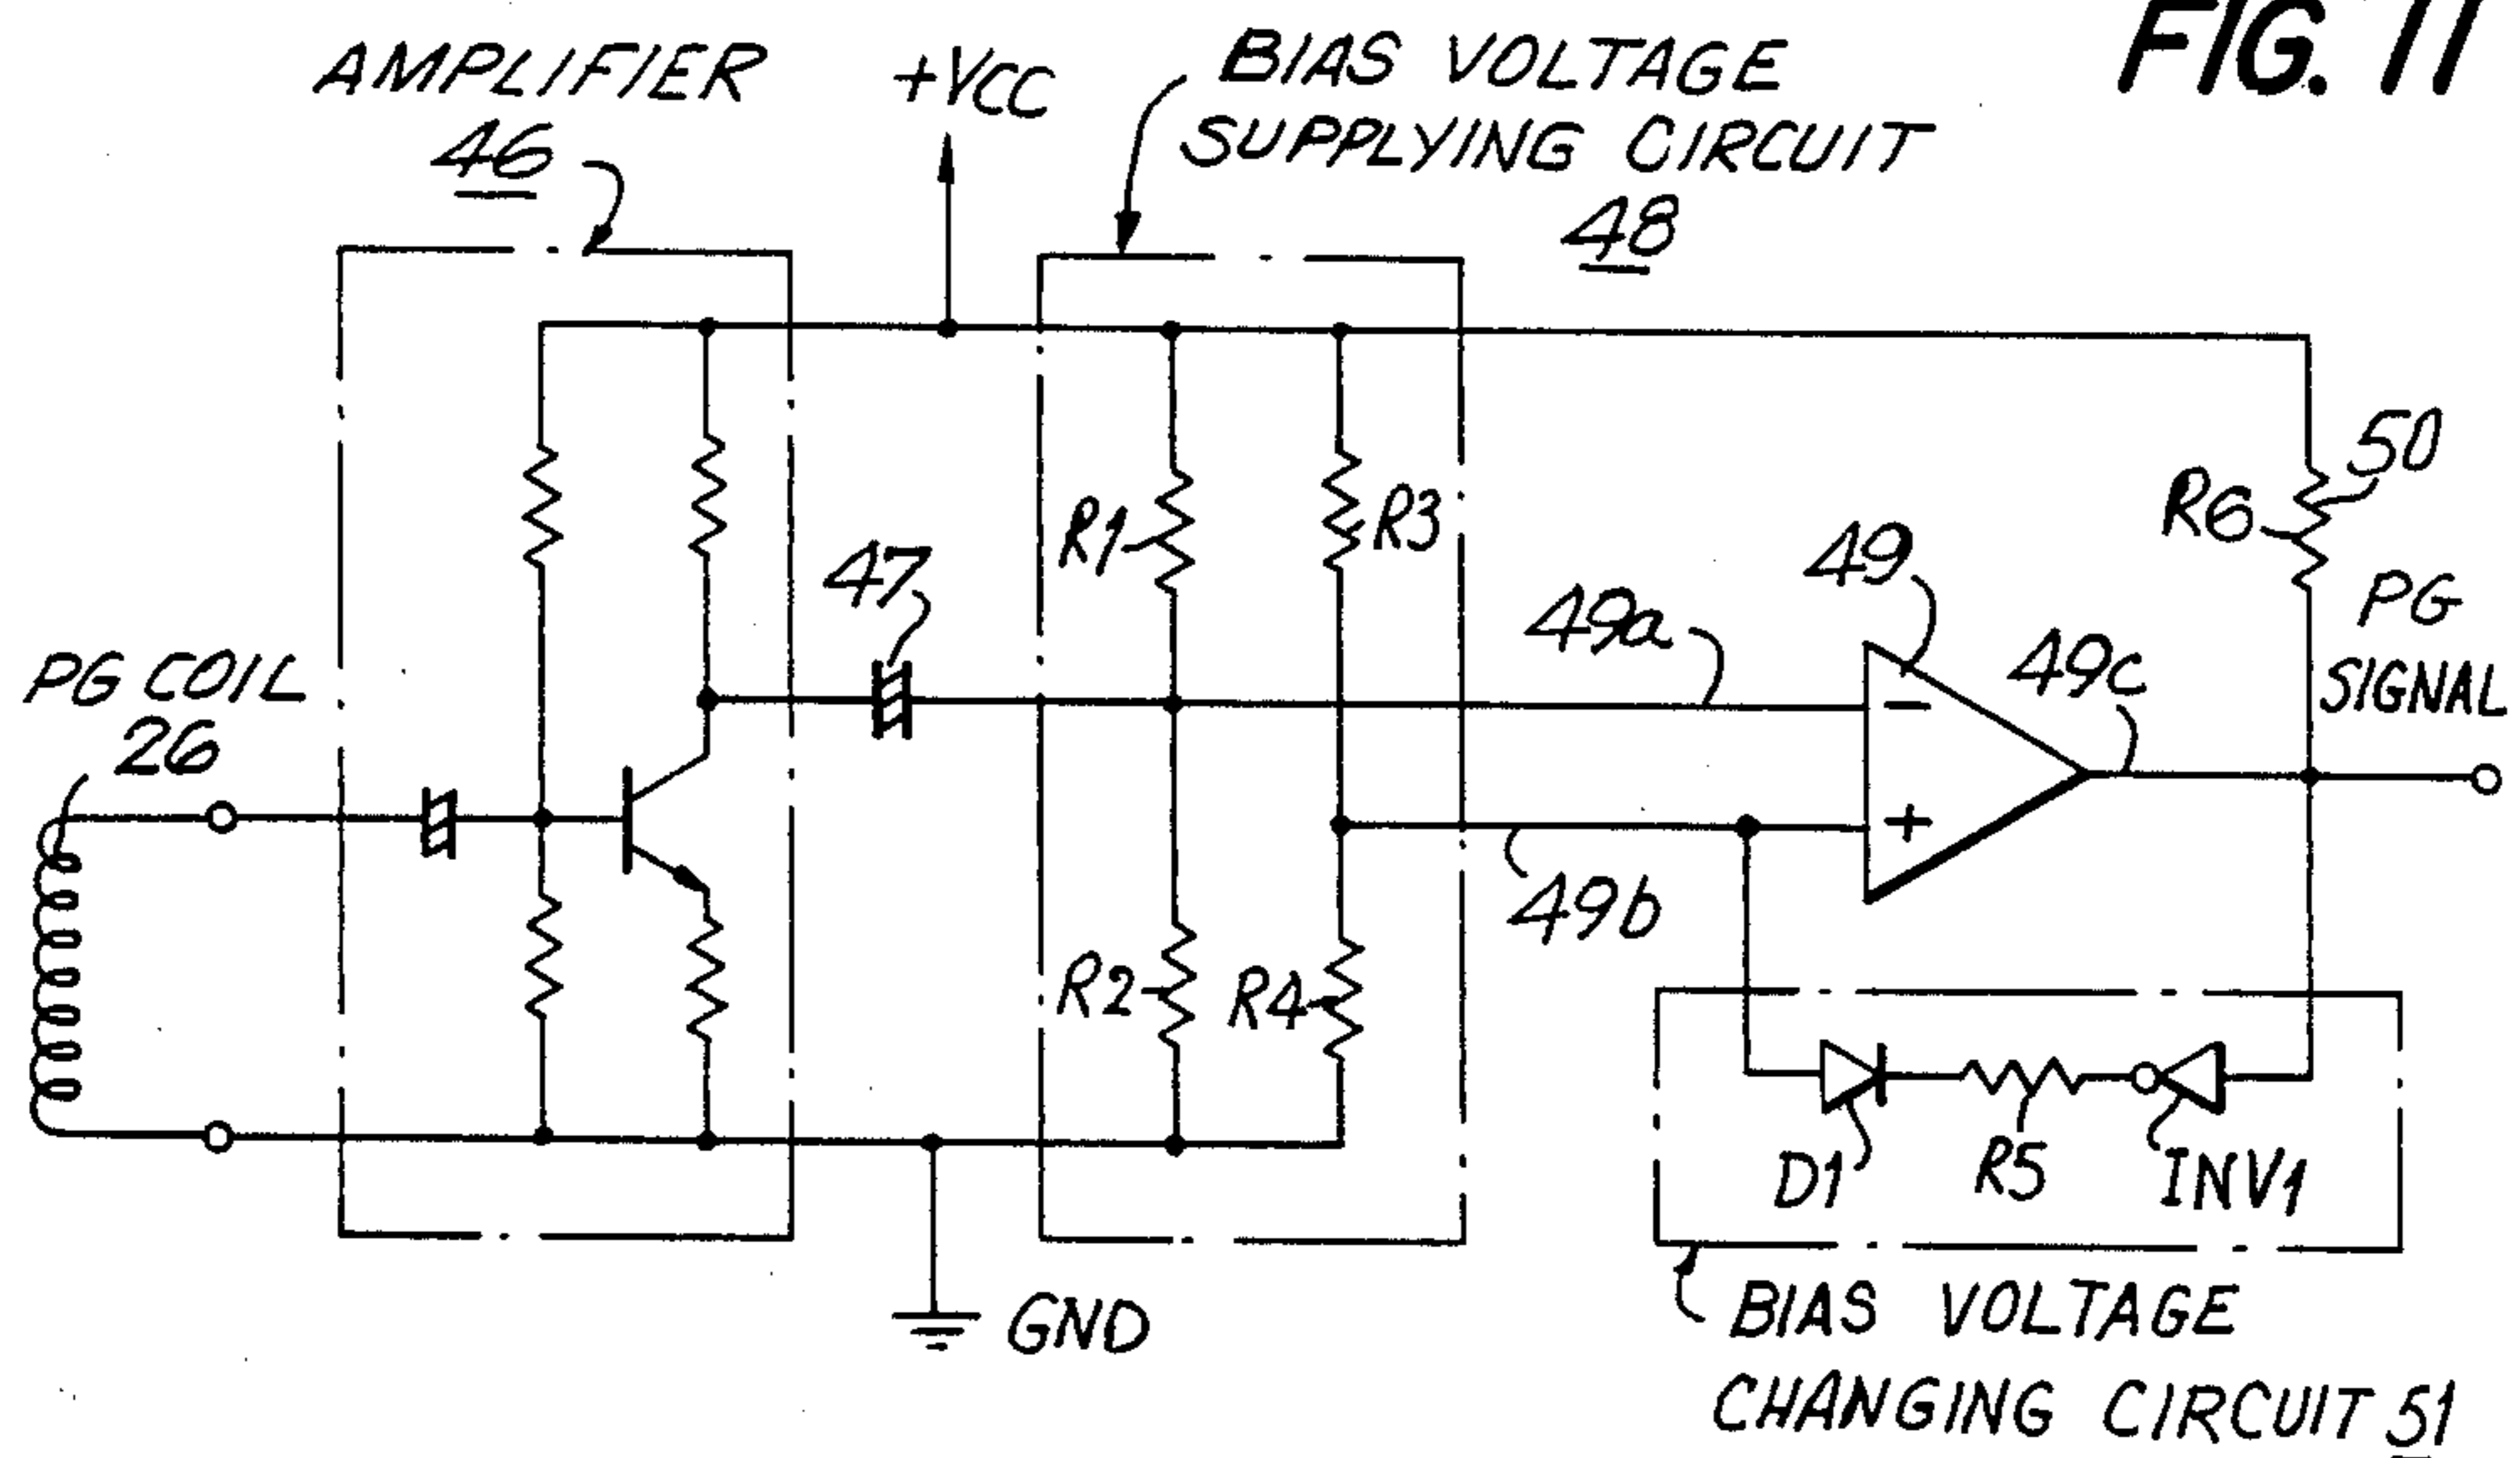 FIG. 11
AMPLIFIER
46
+VCC
BIAS VOLTAGE
SUPPLYING CIRCUIT
48
50
R6
R1
R3
47
49
49a
49c
PG
SIGNAL
PG COIL
26
−
+
49b
R2
R4
D1
R5
INV1
GND
BIAS VOLTAGE
CHANGING CIRCUIT 51